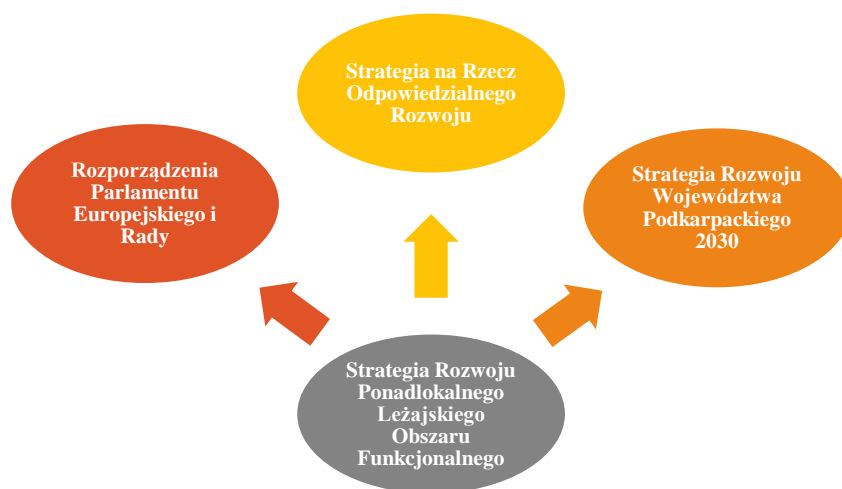 Strategia na Rzecz
Odpowiedzialnego
Rozwoju
Rozporządzenia
Parlamentu
Europejskiego i
Rady
Strategia Rozwoju
Województwa
Podkarpackiego
2030
Strategia Rozwoju
Ponadlokalnego
Leżajskiego
Obszaru
Funkcjonalnego